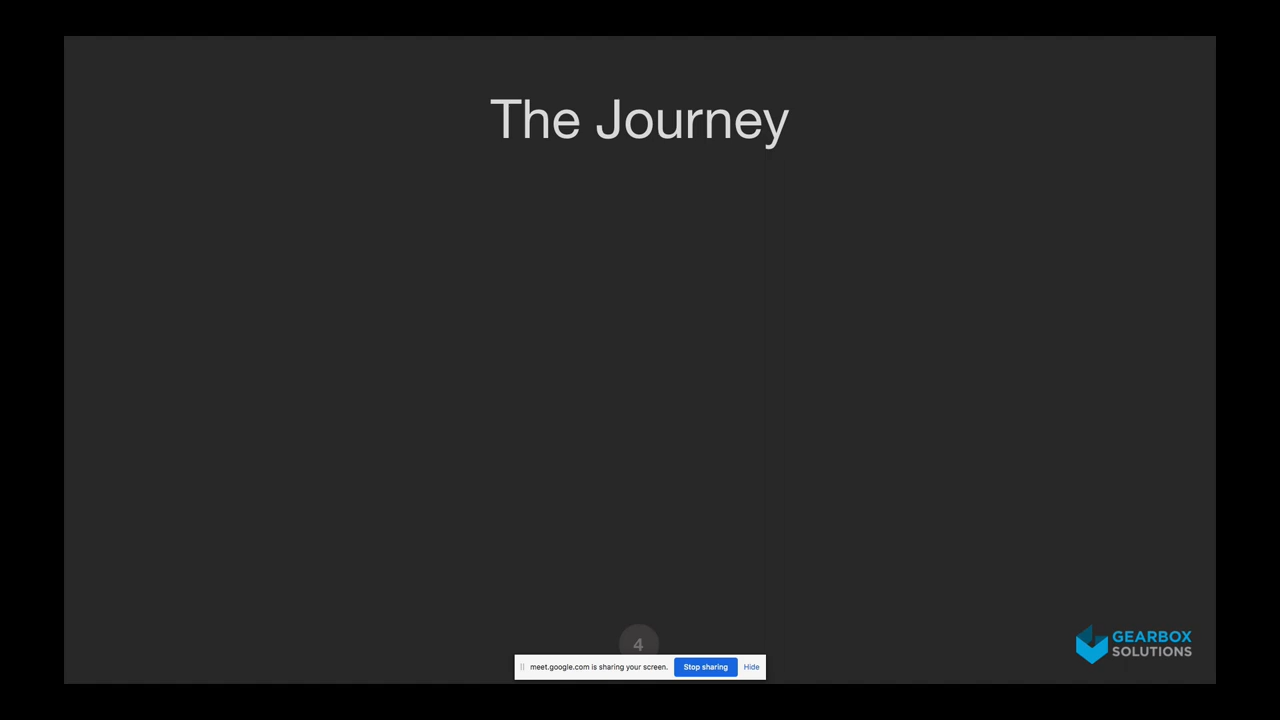 The Journey
4
GEARBOX
SOLUTIONS
meet.google.com is sharing your screen. Stop sharing Hide